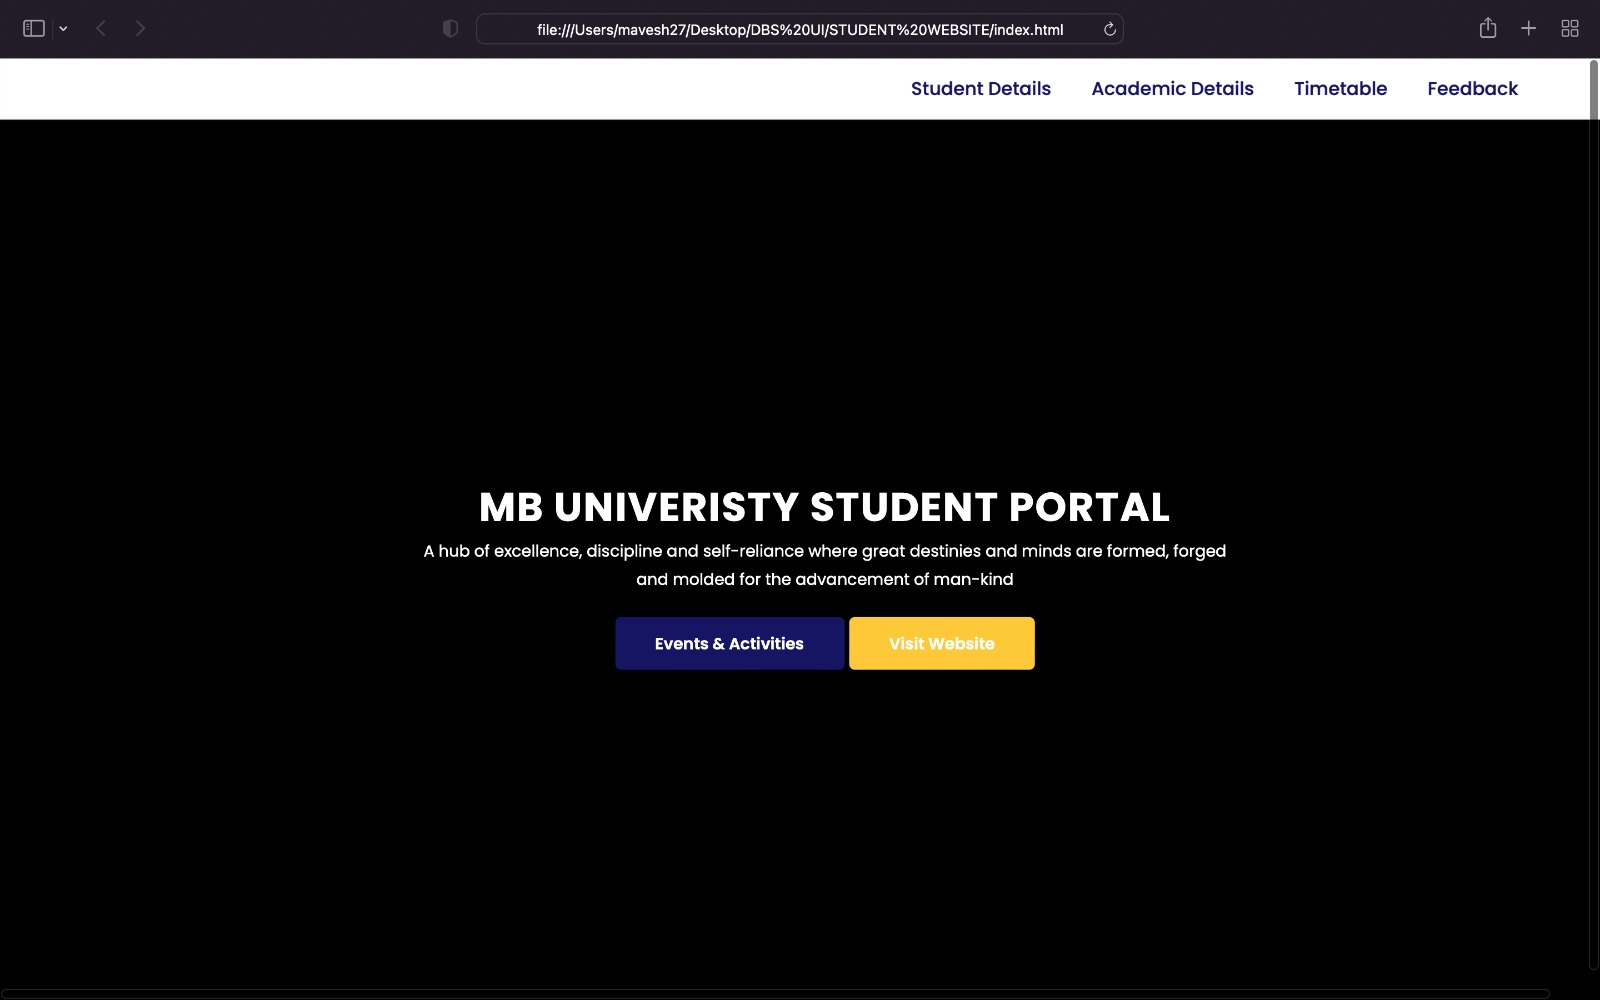 file:///Users/mavesh27/Desktop/DBS%20UI/STUDENT%20WEBSITE/index.html
Student Details Academic Details Timetable Feedback
MB UNIVERISTY STUDENT PORTAL
A hub of excellence, discipline and self-reliance where great destinies and minds are formed, forged
and molded for the advancement of man-kind
Events & Activities Visit Website